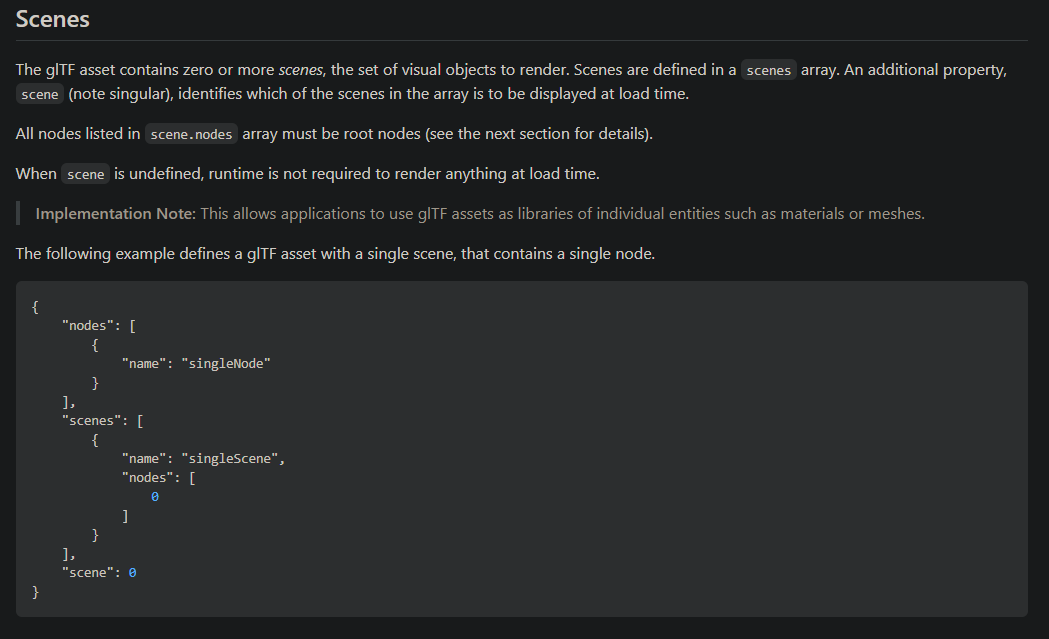 Scenes
The glTF asset contains zero or more scenes, the set of visual objects to render. Scenes are defined in a scenes array. An additional property,
scene (note singular), identifies which of the scenes in the array is to be displayed at load time.
All nodes listed in scene.nodes array must be root nodes (see the next section for details).
When scene is undefined, runtime is not required to render anything at load time.
Implementation Note: This allows applications to use glTF assets as libraries of individual entities such as materials or meshes.
The following example defines a glTF asset with a single scene, that contains a single node.
{
    "nodes": [
        {
            "name": "singleNode"
        }
    ],
    "scenes": [
        {
            "name": "singleScene",
            "nodes": [
                0
            ]
        }
    ],
    "scene": 0
}